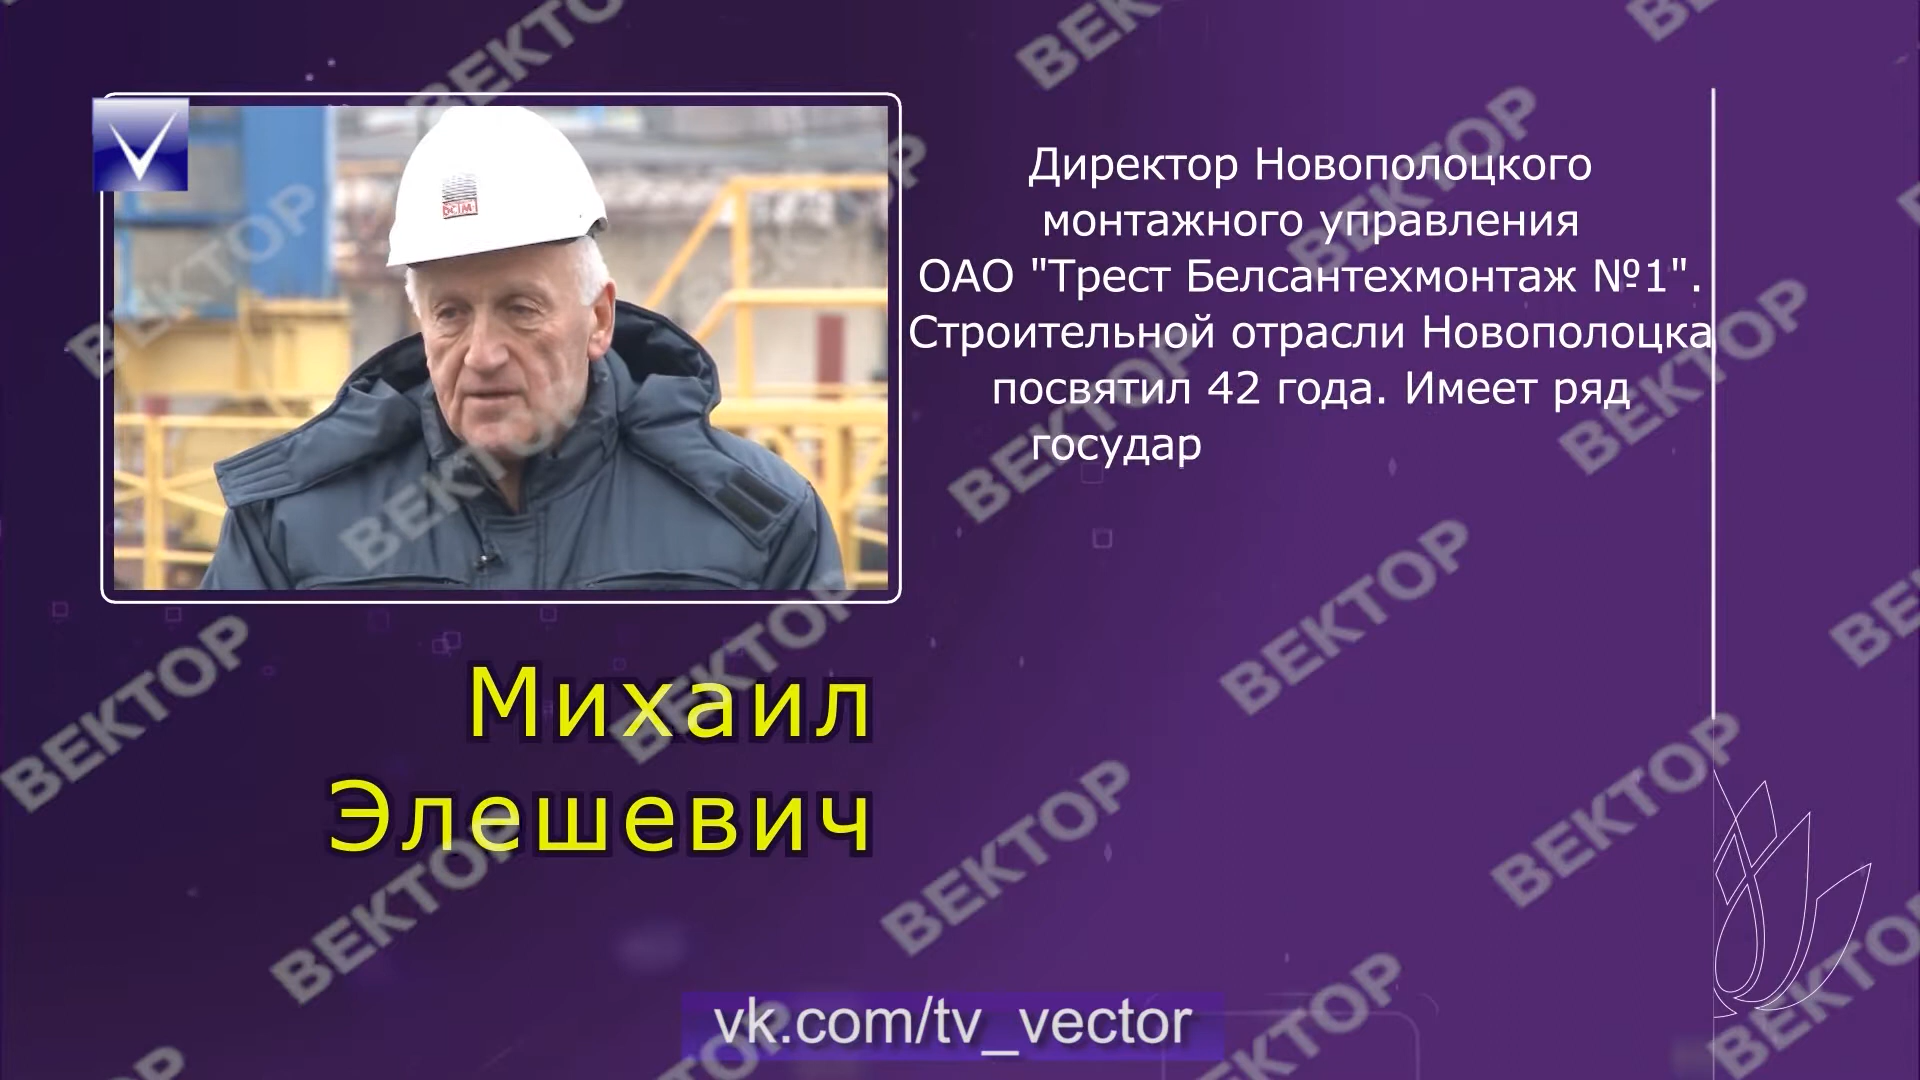 Директор Новополоцкого
монтажного управления
ОАО "Трест Белсантехмонтаж №1".
Строительной отрасли Новополоцка
посвятил 42 года. Имеет ряд
государ
Михаил
Элешевич
vk.com/tv_vector
ВЕКТОР